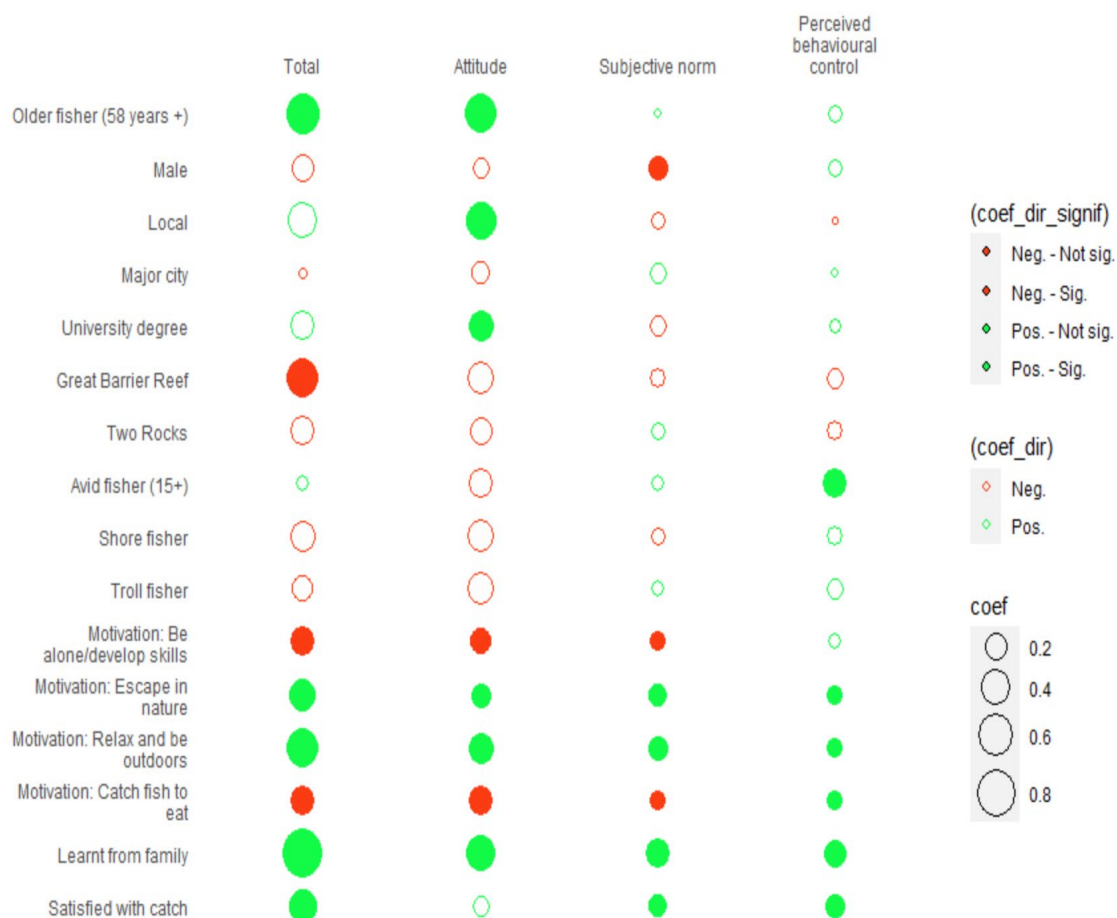 Perceived
behavioural
control
Total
Attitude
Subjective norm
Older fisher (58 years +)
Male
Local
Major city
University degree
Great Barrier Reef
Two Rocks
Avid fisher (15+)
Shore fisher
Troll fisher
Motivation: Be
alone/develop skills
Motivation: Escape in
nature
Motivation: Relax and be
outdoors
Motivation: Catch fish to
eat
Learnt from family
Satisfied with catch
(coef_dir_signif)
Neg. - Not sig.
Neg. - Sig.
Pos. - Not sig.
Pos. - Sig.
(coef_dir)
Neg.
Pos.
coef
0.2
0.4
0.6
0.8